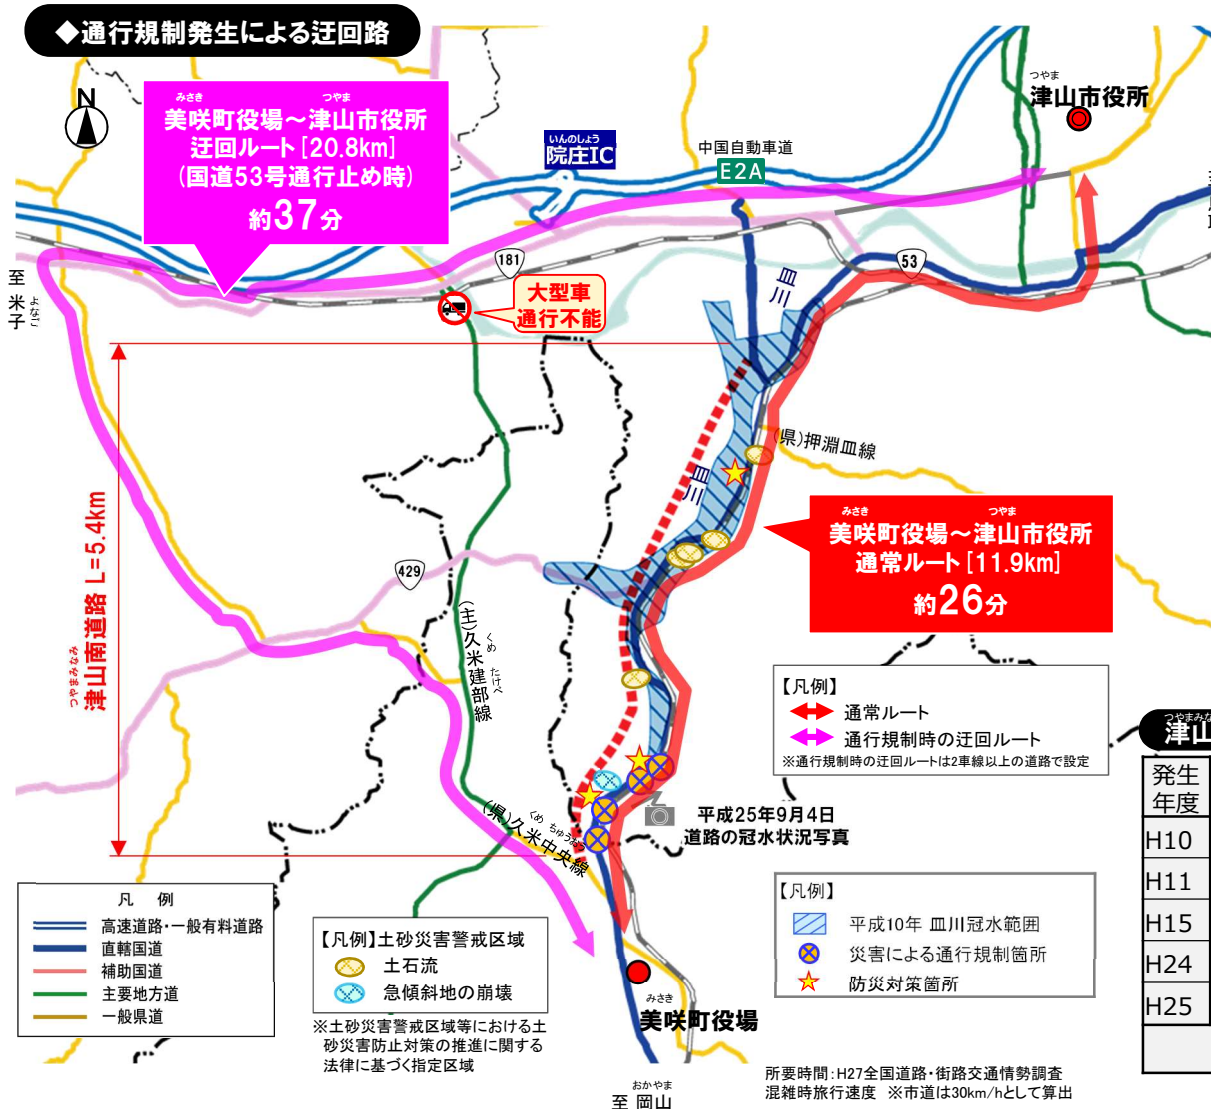 ◆通行規制発生による迂回路
N
みさき つやま
美咲町役場～津山市役所
迂回ルート[20.8km]
(国道53号通行止め時)
約37分
いんのしょう
院庄IC
中国自動車道
E2A
つやま
津山市役所
至 米子
よなご
181
53
大型車
通行不能
皿川
皿川
(県)押淵皿線
みさき つやま
美咲町役場～津山市役所
通常ルート[11.9km]
約26分
つやまみなみ
津山南道路 L=5.4km
429
(主)久米建部線
くめ たけべ
(県)久米中央線
くめ ちゅうおう
【凡例】
通常ルート
通行規制時の迂回ルート
※通行規制時の迂回ルートは2車線以上の道路で設定
平成25年9月4日
道路の冠水状況写真
凡 例
高速道路・一般有料道路
直轄国道
補助国道
主要地方道
一般県道
【凡例】土砂災害警戒区域
土石流
急傾斜地の崩壊
※土砂災害警戒区域等における土
砂災害防止対策の推進に関する
法律に基づく指定区域
【凡例】
平成10年 皿川冠水範囲
災害による通行規制箇所
防災対策箇所
みさき
美咲町役場
おかやま
至 岡山
所要時間：H27全国道路・街路交通情勢調査
混雑時旅行速度 ※市道は30km/hとして算出
つやまみな
津山
発生
年度
H10
H11
H15
H24
H25